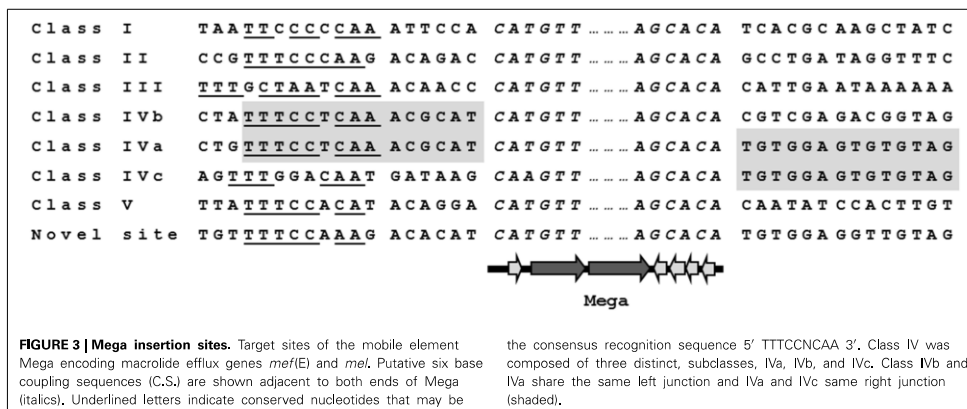 Class I TAATTCCCCCAA ATTCCA CATGTT ... ... ... AGCACA TCACGCAAGCTATC
Class II CCGTTTCCCAAG ACAGAC CATGTT ... ... ... AGCACA GCCTGATAGGTTTC
Class III TTTGCTAATCAA ACAACC CATGTT ... ... ... AGCACA CATTGAATAAAAAA
Class IVb CTATTTCCTCAA ACGCAT CATGTT ... ... ... AGCACA CGTCGAGACGGTAG
Class IVa CTGTTTCCTCAA ACGCAT CATGTT ... ... ... AGCACA TGTGGAGTGTGTAG
Class IVc AGTTTGGACAAT GATAAG CAAGTT ... ... ... AGCACA TGTGGAGTGTGTAG
Class V TTATTTCCACAT ACAGGA CATGTT ... ... ... AGCACA CAATATCCACTTGT
Novel site TGTTTTCCAAAG ACACAT CATGTT ... ... ... AGCACA TGTGGAGGTTGTAG
Mega
FIGURE 3 | Mega insertion sites. Target sites of the mobile element
Mega encoding macrolide efflux genes mef(E) and mel. Putative six base
coupling sequences (C.S.) are shown adjacent to both ends of Mega
(italics). Underlined letters indicate conserved nucleotides that may be
the consensus recognition sequence 5′ TTTCCNCAA 3′. Class IV was
composed of three distinct, subclasses, IVa, IVb, and IVc. Class IVb and
IVa share the same left junction and IVa and IVc same right junction
(shaded).